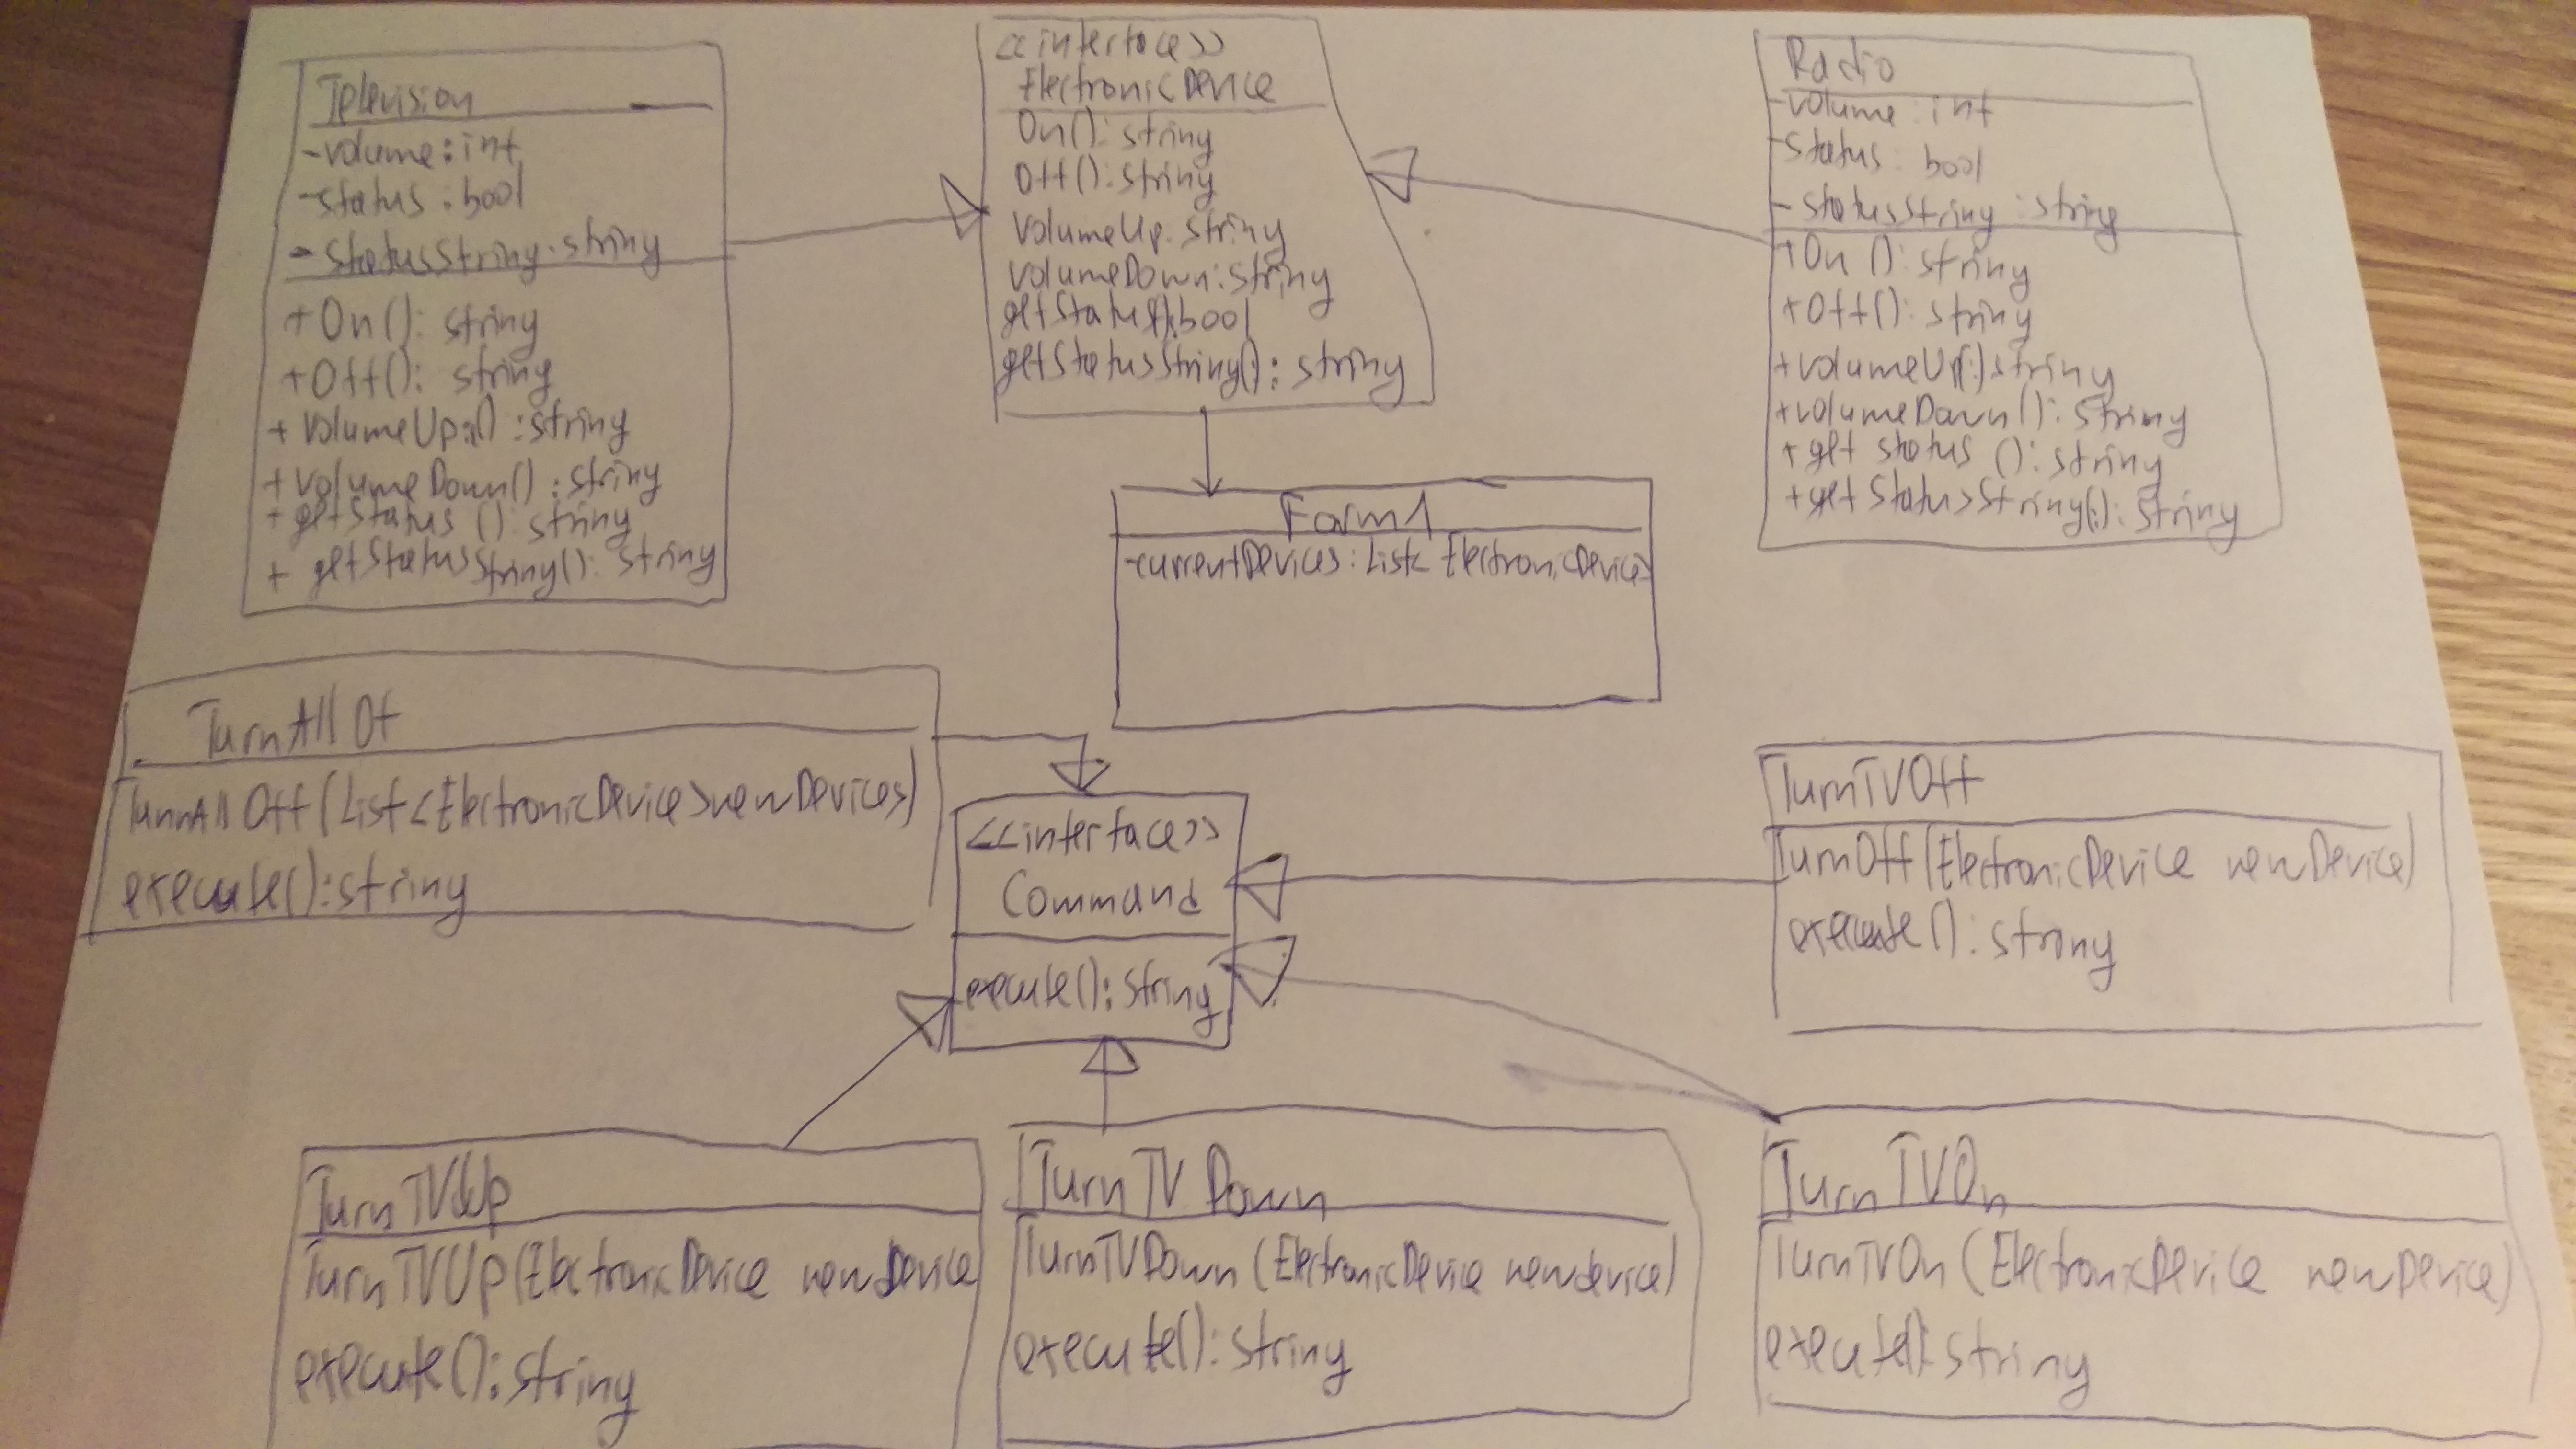 Television
-volume:int
-status:bool
-statusString.string
+On(): string
+Off(): string
+volumeUp:() :string
+volumeDown() :string
+getStatus (): string
+ getStatusString(): string
<<interface>>
ElectronicDevice
On(): string
Off(): string
volumeUp. string
volumeDown:string
getStatus():bool
getStatusString(): string
Radio
-volume:int
-status: bool
- statusString :string
+On (): string
+Off(): string
+volumeUp():string
+volumeDown(): string
+get status (): string
+getStatusString(): string
Form1
-currentDevices: List< ElectronicDevice>
TurnAll Of
TurnAll Off(List<ElectronicDevice>newDevices)
execute():string
<<interface>>
Command
execute(): string
TurnTVOff
TurnOff(ElectronicDevice newDevice)
execute(): string
TurnTVUp
TurnTVUp(ElectronicDevice newDevice
execute(): string
TurnTV Down
TurnTVDown (ElectronicDevice newdevice)
execute(): string
TurnTVOn
TurnTVOn (ElectronicDevice newDevice)
execute(): string